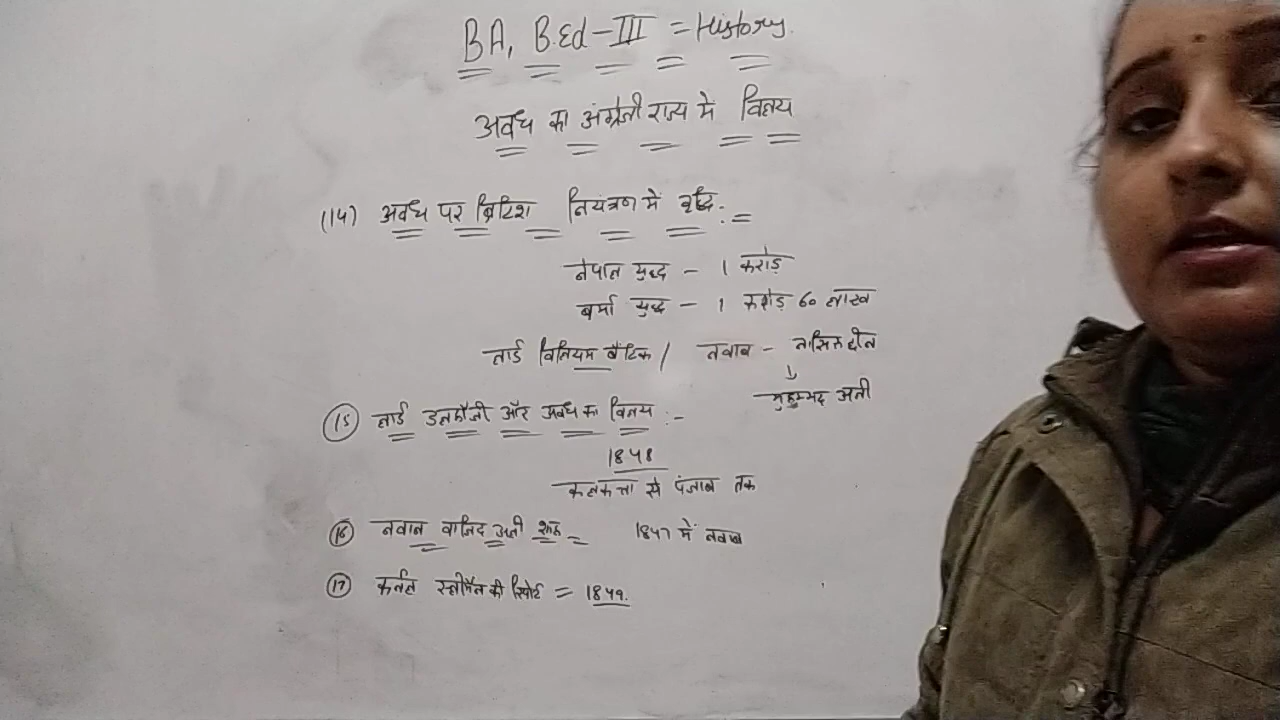 BA, B.Ed-III = History.
अवध का अंग्रेजी राज्य में विलय
(14) अवध पर ब्रिटिश नियंत्रण में वृद्धि :=
नेपाल युद्ध - 1 करोड़
बर्मा युद्ध - 1 करोड़ 60 लाख
लार्ड विलियम बैंटिक / नवाब - नासिरुद्दीन
↓
मुहम्मद अली
(15) लार्ड डलहौजी और अवध का विलय :-
1848
कलकत्ता से पंजाब तक
(16) नवाब वाजिद अली शाह = 1847 में नवाब
(17) कर्नल स्लीमैन की रिपोर्ट = 1849.